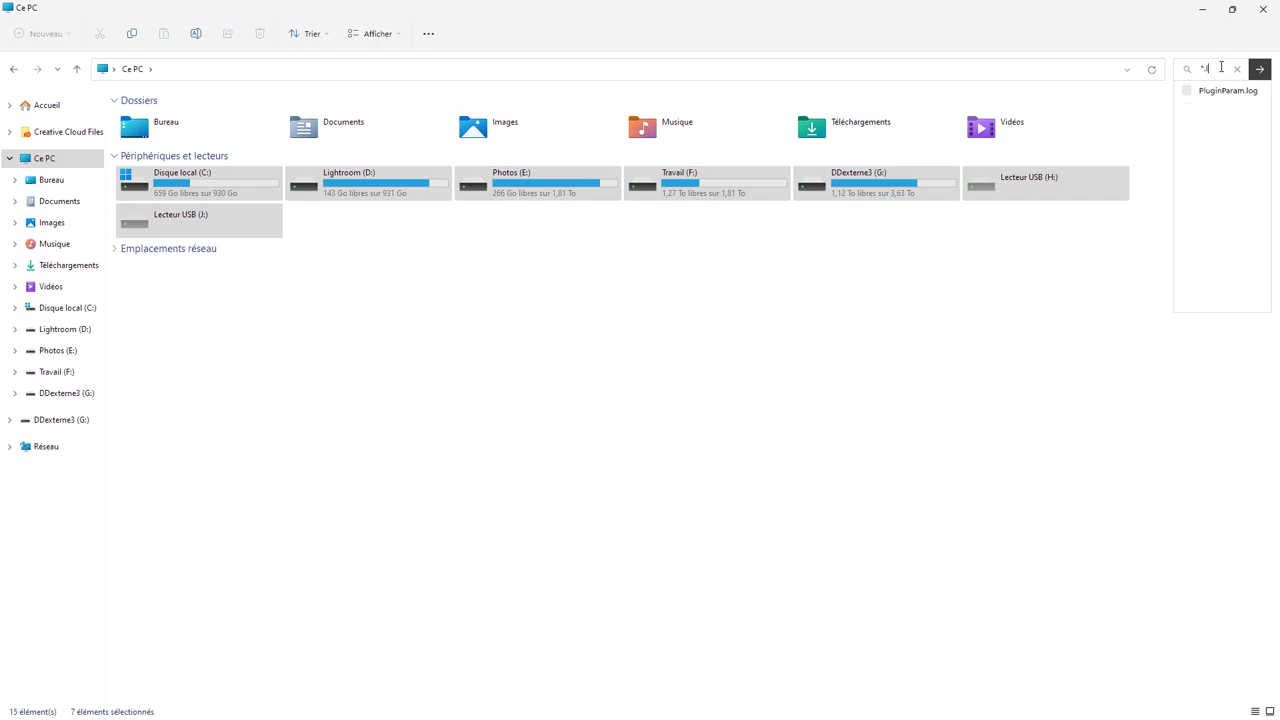 Ce PC
Nouveau
Trier
Afficher
Ce PC
PluginParam.log
Accueil
Creative Cloud Files
Ce PC
Bureau
Documents
Images
Musique
Téléchargements
Vidéos
Disque local (C:)
Lightroom (D:)
Photos (E:)
Travail (F:)
DDexterne3 (G:)
DDexterne3 (G:)
Réseau
Dossiers
Bureau
Documents
Images
Musique
Téléchargements
Vidéos
Périphériques et lecteurs
Disque local (C:)
659 Go libres sur 930 Go
Lightroom (D:)
143 Go libres sur 931 Go
Photos (E:)
266 Go libres sur 1,81 To
Travail (F:)
1,27 To libres sur 1,81 To
DDexterne3 (G:)
1,12 To libres sur 3,63 To
Lecteur USB (H:)
Lecteur USB (J:)
Emplacements réseau
15 élément(s)
7 éléments sélectionnés